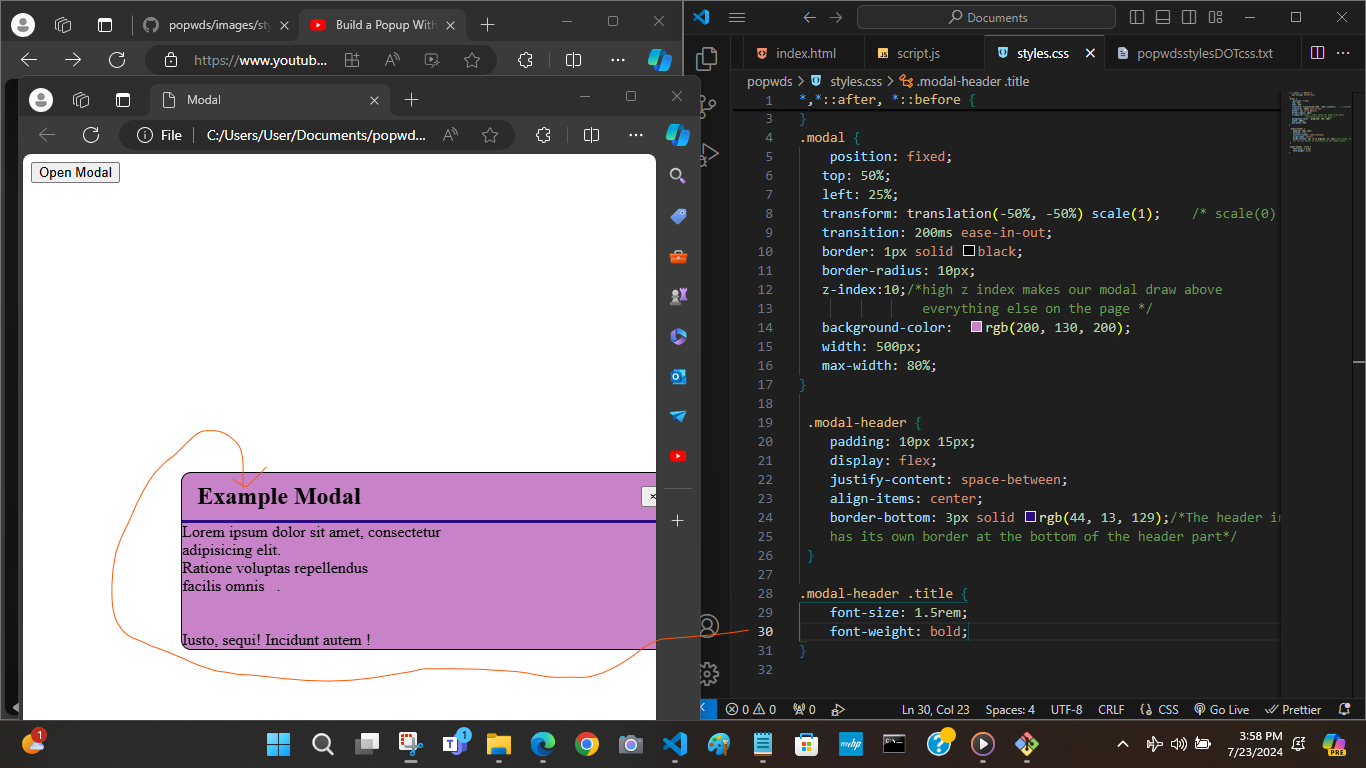 popwds/images/sty
Build a Popup With
https://www.youtub...
Modal
File
C:/Users/User/Documents/popwd...
Open Modal
Example Modal
×
Lorem ipsum dolor sit amet, consectetur
adipisicing elit.
Ratione voluptas repellendus
facilis omnis .
Iusto, sequi! Incidunt autem !
Documents
index.html
script.js
styles.css
popwdsstylesDOTcss.txt
popwds > styles.css > .modal-header .title
1 *,*::after, *::before {
3 }
4 .modal {
5 position: fixed;
6 top: 50%;
7 left: 25%;
8 transform: translation(-50%, -50%) scale(1); /* scale(0)
9 transition: 200ms ease-in-out;
10 border: 1px solid black;
11 border-radius: 10px;
12 z-index:10;/*high z index makes our modal draw above
13 everything else on the page */
14 background-color: rgb(200, 130, 200);
15 width: 500px;
16 max-width: 80%;
17 }
18
19 .modal-header {
20 padding: 10px 15px;
21 display: flex;
22 justify-content: space-between;
23 align-items: center;
24 border-bottom: 3px solid rgb(44, 13, 129);/*The header in
25 has its own border at the bottom of the header part*/
26 }
27
28 .modal-header .title {
29 font-size: 1.5rem;
30 font-weight: bold;
31 }
32
0 0 0
Ln 30, Col 23
Spaces: 4
UTF-8
CRLF
CSS
Go Live
Prettier
1
1
3:58 PM
7/23/2024
PRE